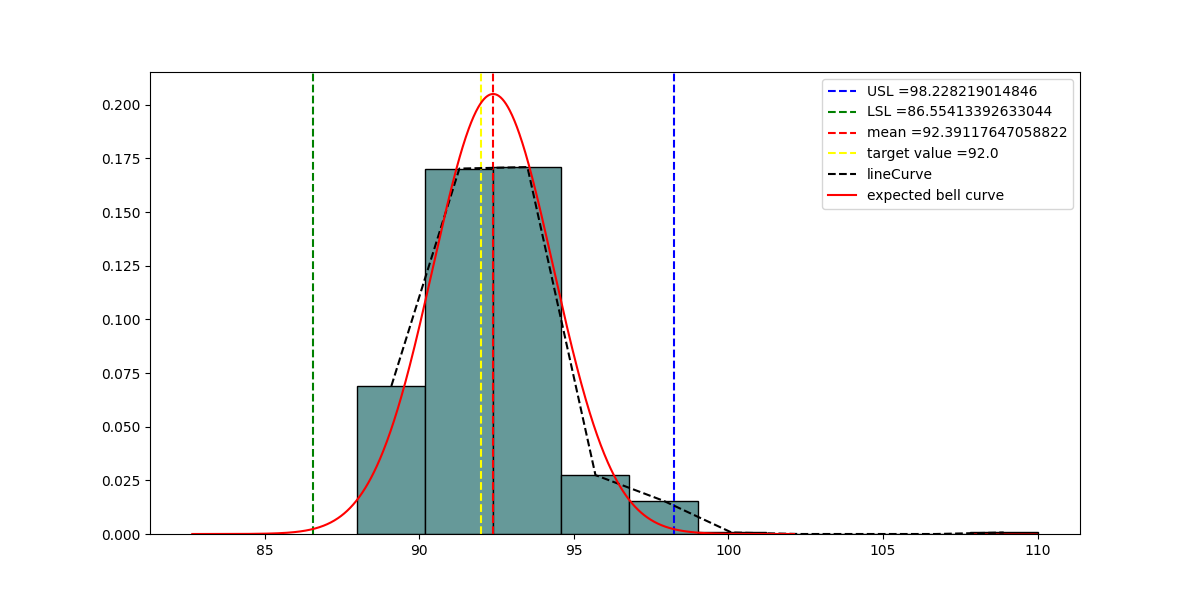 USL =98.228219014846
LSL =86.55413392633044
mean =92.39117647058822
target value =92.0
lineCurve
expected bell curve
0.200
0.175
0.150
0.125
0.100
0.075
0.050
0.025
0.000
85 90 95 100 105 110